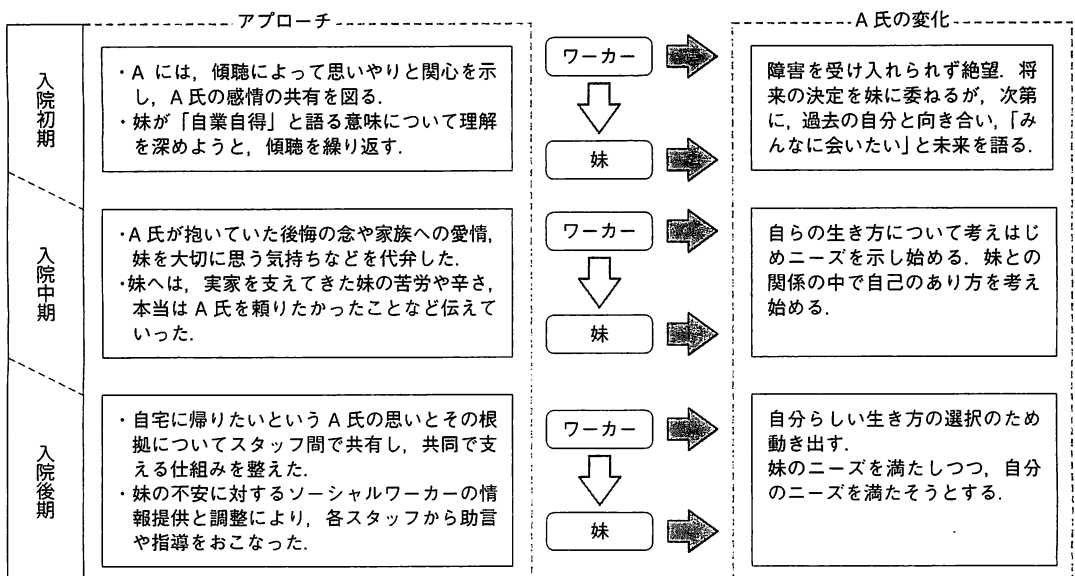 アプローチ
A氏の変化
入院初期
・Aには，傾聴によって思いやりと関心を示
し，A氏の感情の共有を図る．
・妹が「自業自得」と語る意味について理解
を深めようと，傾聴を繰り返す．
ワーカー
妹
障害を受け入れられず絶望．将
来の決定を妹に委ねるが，次第
に，過去の自分と向き合い，「み
んなに会いたい」と未来を語る．
入院中期
・A氏が抱いていた後悔の念や家族への愛情，
妹を大切に思う気持ちなどを代弁した．
・妹へは，実家を支えてきた妹の苦労や辛さ，
本当はA氏を頼りたかったことなど伝えて
いった．
ワーカー
妹
自らの生き方について考えはじ
めニーズを示し始める．妹との
関係の中で自己のあり方を考え
始める．
入院後期
・自宅に帰りたいというA氏の思いとその根
拠についてスタッフ間で共有し，共同で支
える仕組みを整えた．
・妹の不安に対するソーシャルワーカーの情
報提供と調整により，各スタッフから助言
や指導をおこなった．
ワーカー
妹
自分らしい生き方の選択のため
動き出す．
妹のニーズを満たしつつ，自分
のニーズを満たそうとする．